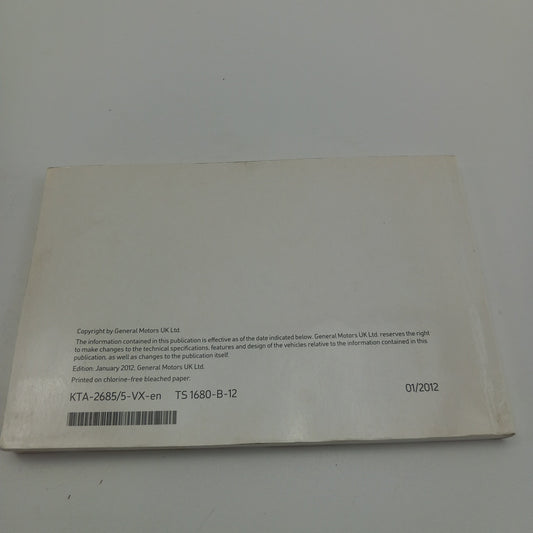 Copyright by General Motors UK Ltd.
The information contained in this publication is effective as of the date indicated below. General Motors UK Ltd. reserves the right
to make changes to the technical specifications, features and design of the vehicles relative to the information contained in this
publication, as well as changes to the publication itself.
Edition: January 2012, General Motors UK Ltd.
Printed on chlorine-free bleached paper.
KTA-2685/5-VX-en TS 1680-B-12 01/2012